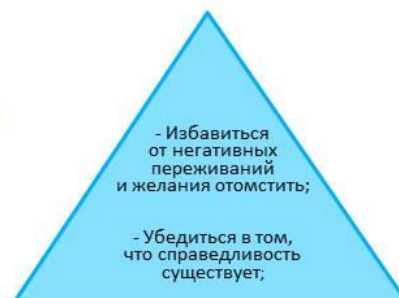 - Избавиться
от негативных
переживаний
и желания отомстить;
- Убедиться в том,
что справедливость
существует;